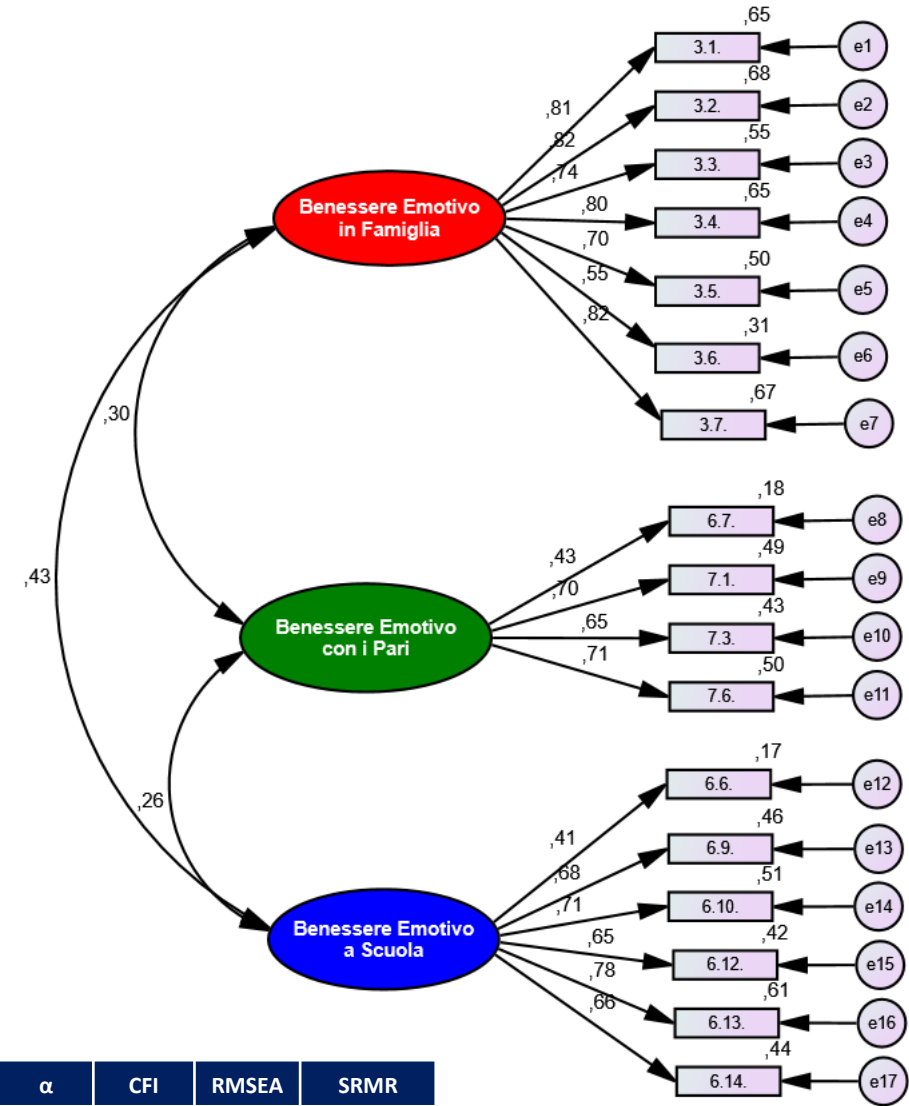 ,65
3.1.
e1
,81
,68
3.2.
e2
,82
,55
3.3.
e3
,74
,65
3.4.
e4
,80
Benessere Emotivo
in Famiglia
,50
3.5.
e5
,70
,31
3.6.
e6
,55
,67
3.7.
e7
,82
,30
,43
,18
6.7.
e8
,43
,49
7.1.
e9
,70
,43
7.3.
e10
,65
Benessere Emotivo
con i Pari
,50
7.6.
e11
,71
,26
,17
6.6.
e12
,41
,46
6.9.
e13
,68
,51
6.10.
e14
,71
Benessere Emotivo
a Scuola
,42
6.12.
e15
,65
,61
6.13.
e16
,78
,44
6.14.
e17
,66
α CFI RMSEA SRMR